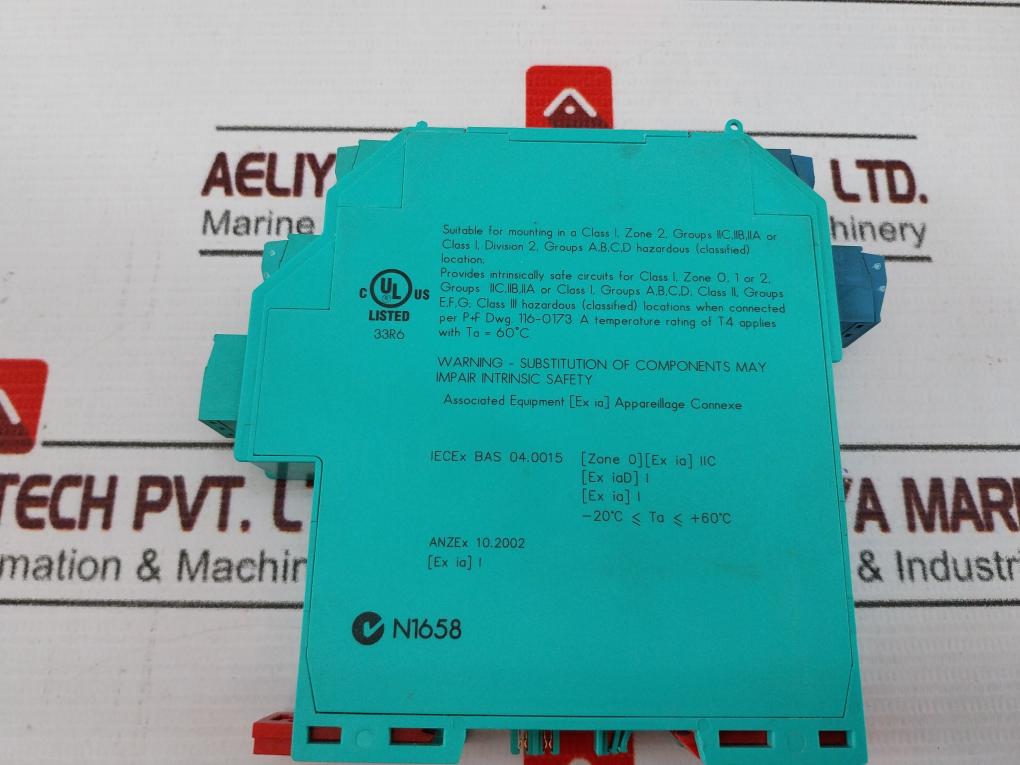 AELIY LTD.
Marine hinery
Suitable for mounting in a Class I, Zone 2, Groups IIC,IIB,IIA or
Class I, Division 2, Groups A,B,C,D hazardous (classified)
location;
Provides intrinsically safe circuits for Class I, Zone 0, 1 or 2,
Groups IIC,IIB,IIA or Class I, Groups A,B,C,D; Class II, Groups
E,F,G; Class III hazardous (classified) locations when connected
per P+F Dwg. 116-0173. A temperature rating of T4 applies
with Ta = 60°C.
C UL US
LISTED
33R6
WARNING - SUBSTITUTION OF COMPONENTS MAY
IMPAIR INTRINSIC SAFETY
Associated Equipment [Ex ia] Appareillage Connexe
IECEx BAS 04.0015 [Zone 0][Ex ia] IIC
[Ex iaD] I
[Ex ia] I
-20°C ≤ Ta ≤ +60°C
ANZEx 10.2002
[Ex ia] I
N1658
TECH PVT. L YA MARI
mation & Machin & Industri